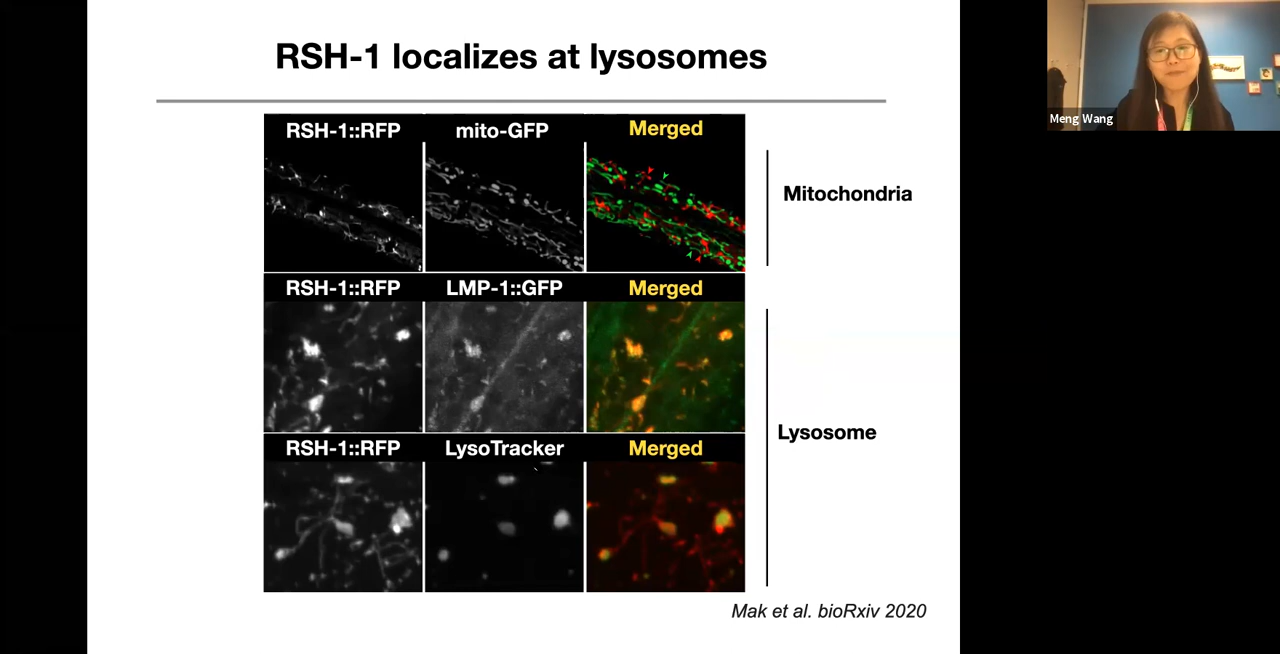 RSH-1 localizes at lysosomes
RSH-1::RFP mito-GFP Merged
Mitochondria
RSH-1::RFP LMP-1::GFP Merged
Lysosome
RSH-1::RFP LysoTracker Merged
Mak et al. bioRxiv 2020
Meng Wang